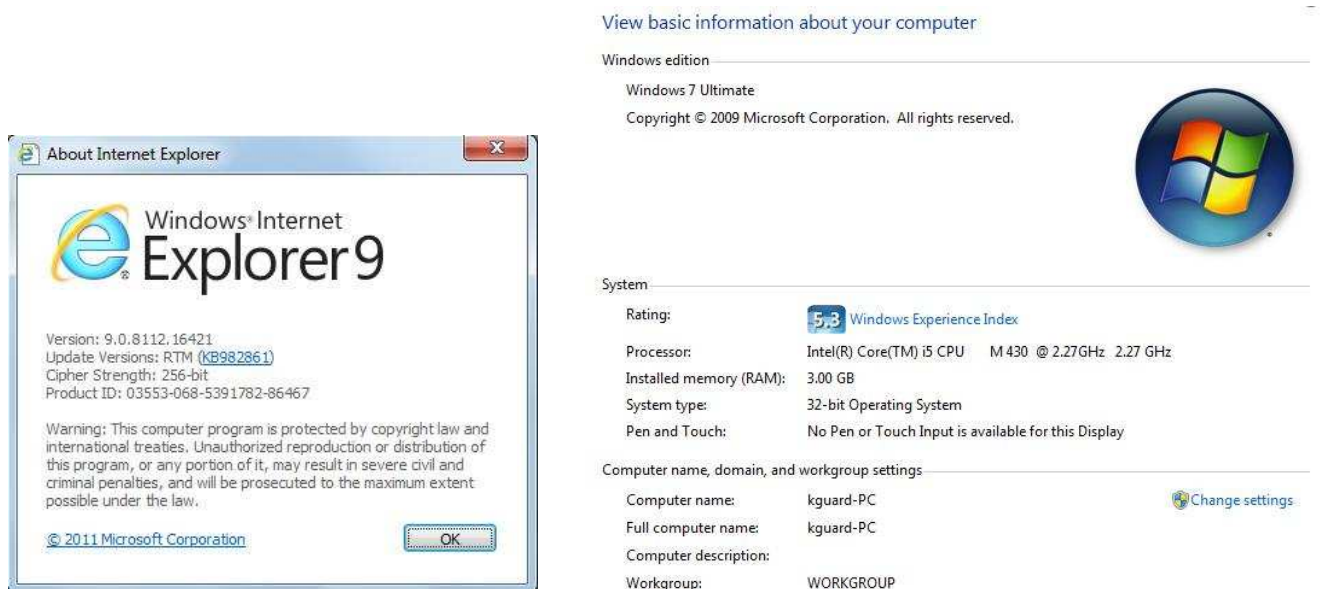 About Internet Explorer
Windows® Internet
Explorer 9
Version: 9.0.8112.16421
Update Versions: RTM (KB982861)
Cipher Strength: 256-bit
Product ID: 03553-068-5391782-86467
Warning: This computer program is protected by copyright law and
international treaties. Unauthorized reproduction or distribution of
this program, or any portion of it, may result in severe civil and
criminal penalties, and will be prosecuted to the maximum extent
possible under the law.
© 2011 Microsoft Corporation
OK
View basic information about your computer
Windows edition
Windows 7 Ultimate
Copyright © 2009 Microsoft Corporation. All rights reserved.
System
Rating: 5.3 Windows Experience Index
Processor: Intel(R) Core(TM) i5 CPU M 430 @ 2.27GHz 2.27 GHz
Installed memory (RAM): 3.00 GB
System type: 32-bit Operating System
Pen and Touch: No Pen or Touch Input is available for this Display
Computer name, domain, and workgroup settings
Computer name: kguard-PC Change settings
Full computer name: kguard-PC
Computer description:
Workgroup: WORKGROUP